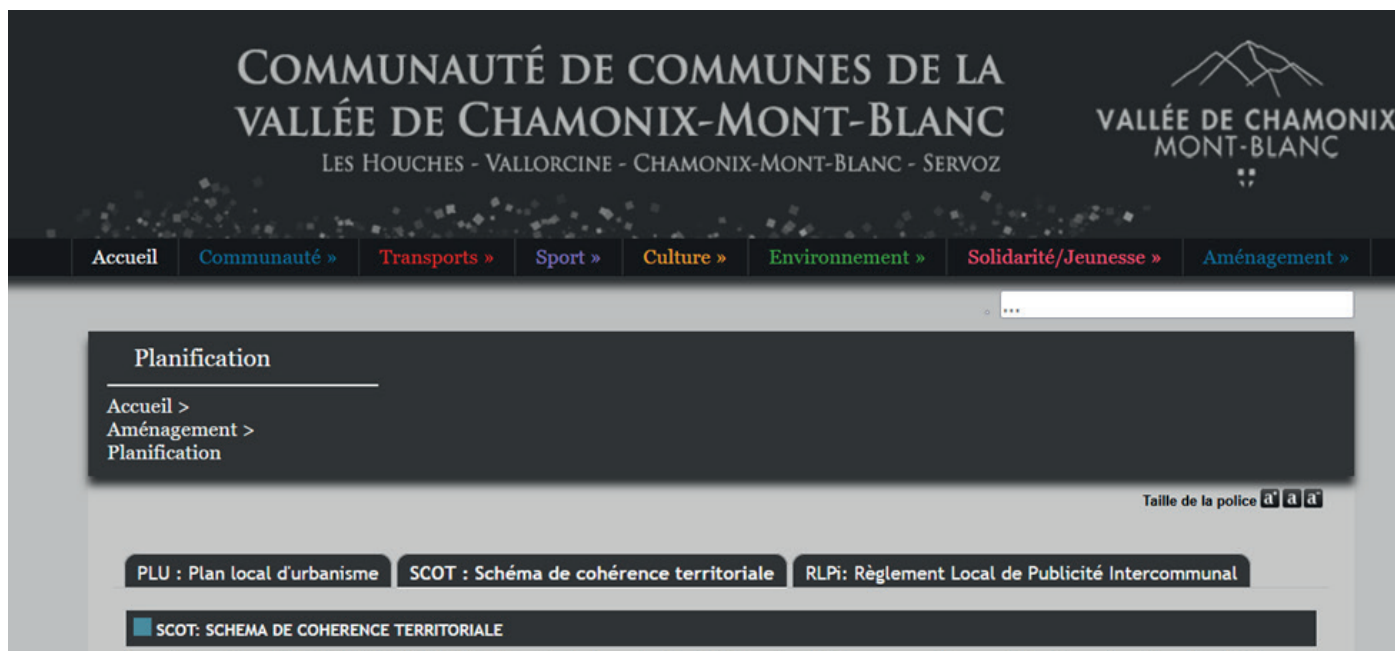 COMMUNAUTÉ DE COMMUNES DE LA
VALLÉE DE CHAMONIX-MONT-BLANC
LES HOUCHES - VALLORCINE - CHAMONIX-MONT-BLANC - SERVOZ
VALLÉE DE CHAMONIX
MONT-BLANC
Accueil Communauté » Transports » Sport » Culture » Environnement » Solidarité/Jeunesse » Aménagement »
...
Planification
Accueil >
Aménagement >
Planification
Taille de la police a+ a a-
PLU : Plan local d'urbanisme SCOT : Schéma de cohérence territoriale RLPi: Règlement Local de Publicité Intercommunal
SCOT: SCHEMA DE COHERENCE TERRITORIALE